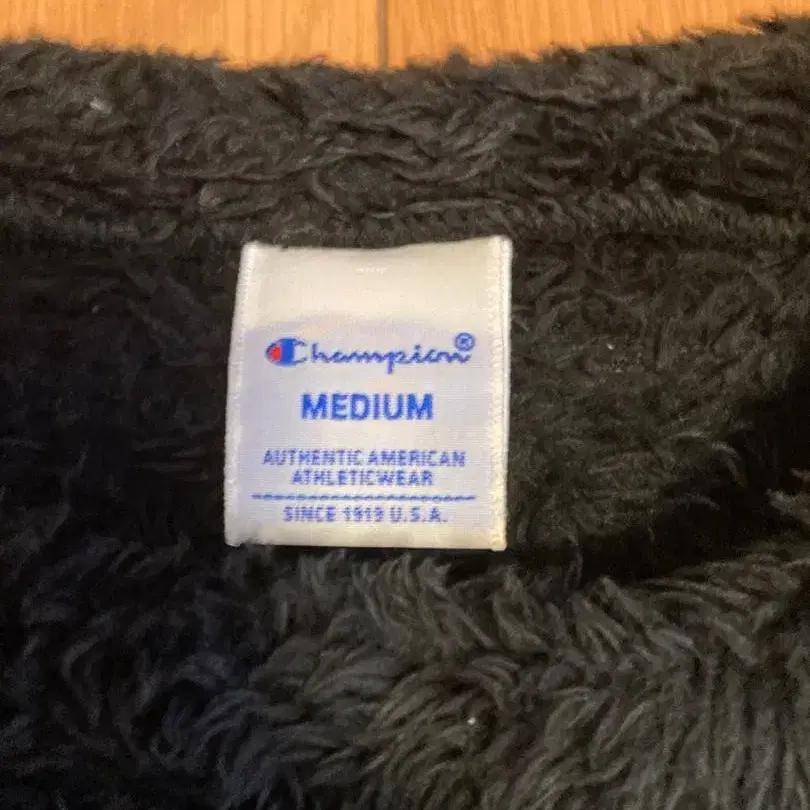 Champion®
MEDIUM
AUTHENTIC AMERICAN
ATHLETICWEAR
SINCE 1919 U.S.A.